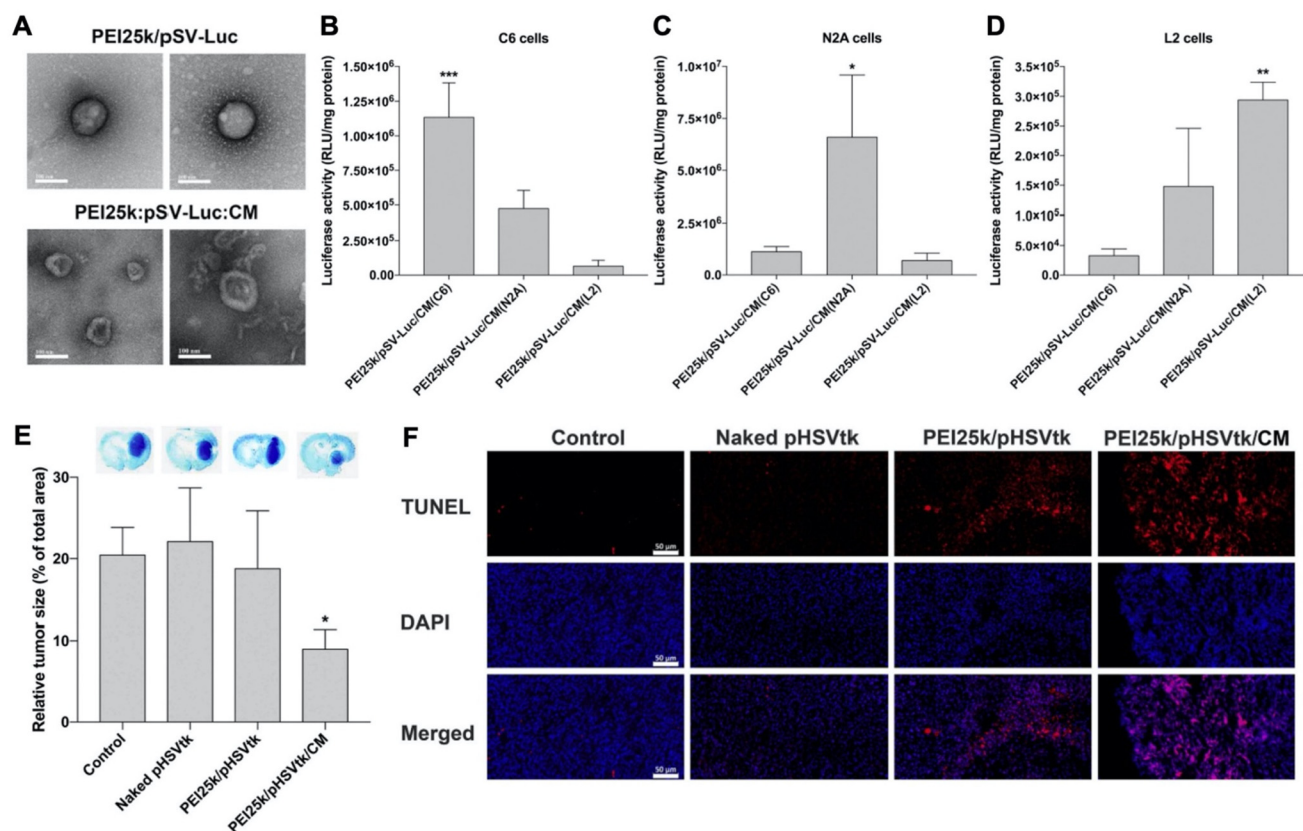 A
PEI25k/pSV-Luc
100 nm
PEI25k:pSV-Luc:CM
100 nm
100 nm
B
C6 cells
Luciferase activity (RLU/mg protein)
1.50×10⁶
1.25×10⁶
1.00×10⁶
7.50×10⁵
5.00×10⁵
2.50×10⁵
0.00
***
PEI25k/pSV-Luc/CM(C6)
PEI25k/pSV-Luc/CM(N2A)
PEI25k/pSV-Luc/CM(L2)
C
N2A cells
Luciferase activity (RLU/mg protein)
1.0×10⁷
7.5×10⁶
5.0×10⁶
2.5×10⁶
0.0
*
PEI25k/pSV-Luc/CM(C6)
PEI25k/pSV-Luc/CM(N2A)
PEI25k/pSV-Luc/CM(L2)
D
L2 cells
Luciferase activity (RLU/mg protein)
3.5×10⁵
3.0×10⁵
2.5×10⁵
2.0×10⁵
1.5×10⁵
1.0×10⁵
5.0×10⁴
0.0
**
PEI25k/pSV-Luc/CM(C6)
PEI25k/pSV-Luc/CM(N2A)
PEI25k/pSV-Luc/CM(L2)
E
Relative tumor size (% of total area)
30
20
10
0
*
Control
Naked pHSVtk
PEI25k/pHSVtk
PEI25k/pHSVtk/CM
F
Control
Naked pHSVtk
PEI25k/pHSVtk
PEI25k/pHSVtk/CM
TUNEL
50 µm
DAPI
50 µm
Merged
50 µm